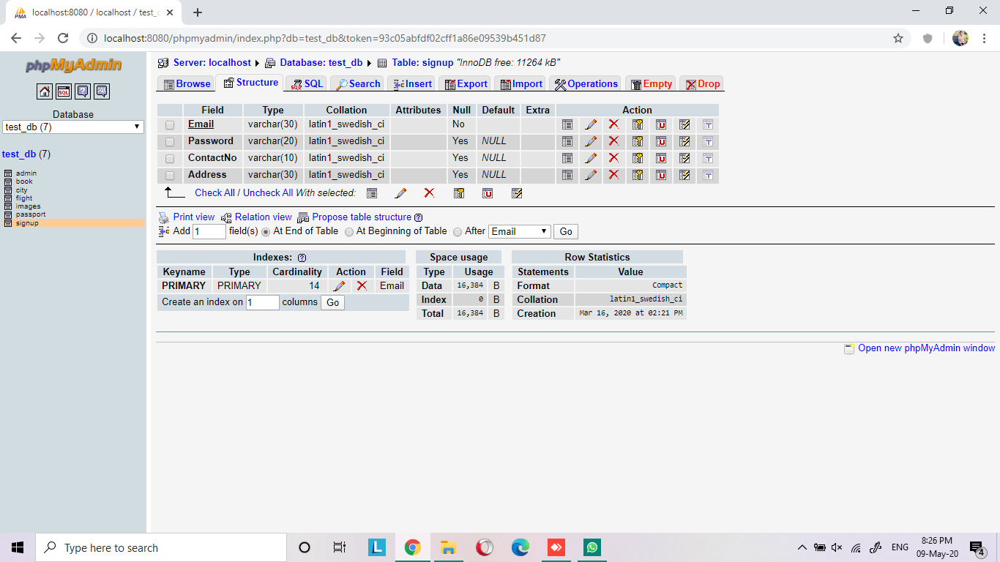 localhost:8080 / localhost / test_
localhost:8080/phpmyadmin/index.php?db=test_db&token=93c05abfdf02cff1a86e09539b451d87
phpMyAdmin
SQL
Database
test_db (7)
test_db (7)
admin
book
city
flight
images
passport
signup
Server: localhost Database: test_db Table: signup "InnoDB free: 11264 kB"
Browse Structure SQL Search Insert Export Import Operations Empty Drop
Field Type Collation Attributes Null Default Extra Action
Email varchar(30) latin1_swedish_ci No
Password varchar(20) latin1_swedish_ci Yes NULL
ContactNo varchar(10) latin1_swedish_ci Yes NULL
Address varchar(30) latin1_swedish_ci Yes NULL
Check All / Uncheck All With selected:
Print view Relation view Propose table structure
Add 1 field(s) At End of Table At Beginning of Table After Email Go
Indexes:
Keyname Type Cardinality Action Field
PRIMARY PRIMARY 14 Email
Create an index on 1 columns Go
Space usage
Type Usage
Data 16,384 B
Index 0 B
Total 16,384 B
Row Statistics
Statements Value
Format Compact
Collation latin1_swedish_ci
Creation Mar 16, 2020 at 02:21 PM
Open new phpMyAdmin window
Type here to search
L
ENG
8:26 PM
09-May-20
4